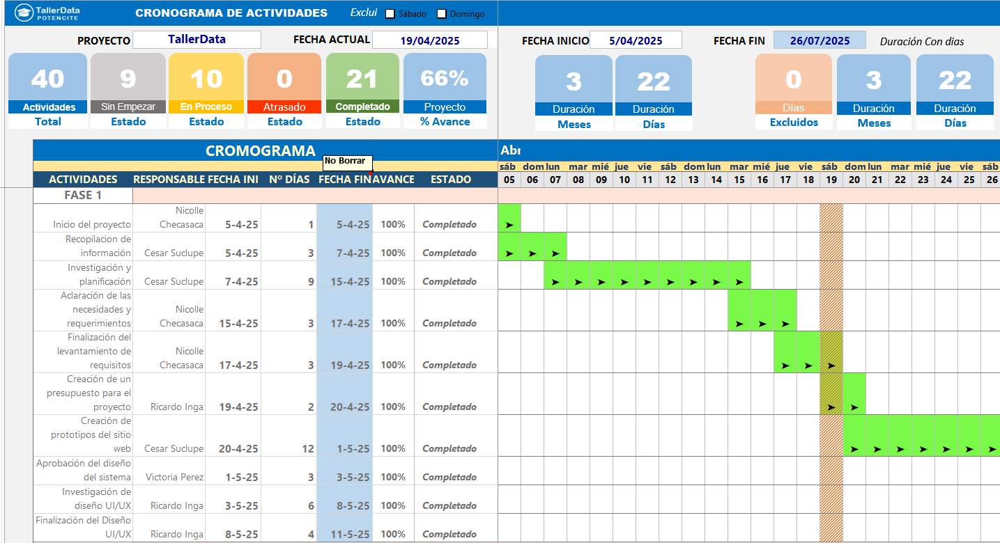 TallerData
POTENCITE
CRONOGRAMA DE ACTIVIDADES
Exclui
Sábado
Domingo
PROYECTO
TallerData
FECHA ACTUAL
19/04/2025
FECHA INICIO
5/04/2025
FECHA FIN
26/07/2025
Duración Con dias
40 9 10 0 21 66% 3 22 0 3 22
Actividades Sin Empezar En Proceso Atrasado Completado Proyecto Duración Duración Días Duración Duración
Total Estado Estado Estado Estado % Avance Meses Días Excluidos Meses Días
CROMOGRAMA
No Borrar
Abr
sáb dom lun mar mié jue vie sáb dom lun mar mié jue vie sáb dom lun mar mié jue vie sáb
ACTIVIDADES RESPONSABLE FECHA INI Nº DÍAS FECHA FIN AVANCE ESTADO 05 06 07 08 09 10 11 12 13 14 15 16 17 18 19 20 21 22 23 24 25 26
FASE 1
Nicolle
Inicio del proyecto Checasaca 5-4-25 1 5-4-25 100% Completado
Recopilacion de
información Cesar Suclupe 5-4-25 3 7-4-25 100% Completado
Investigación y
planificación Cesar Suclupe 7-4-25 9 15-4-25 100% Completado
Aclaración de las
necesidades y Nicolle
requerimientos Checasaca 15-4-25 3 17-4-25 100% Completado
Finalización del
levantamiento de Nicolle
requisitos Checasaca 17-4-25 3 19-4-25 100% Completado
Creación de un
presupuesto para el
proyecto Ricardo Inga 19-4-25 2 20-4-25 100% Completado
Creación de
prototipos del sitio
web Cesar Suclupe 20-4-25 12 1-5-25 100% Completado
Aprobación del diseño
del sistema Victoria Perez 1-5-25 3 3-5-25 100% Completado
Investigación de
diseño UI/UX Ricardo Inga 3-5-25 6 8-5-25 100% Completado
Finalización del Diseño
UI/UX Ricardo Inga 8-5-25 4 11-5-25 100% Completado